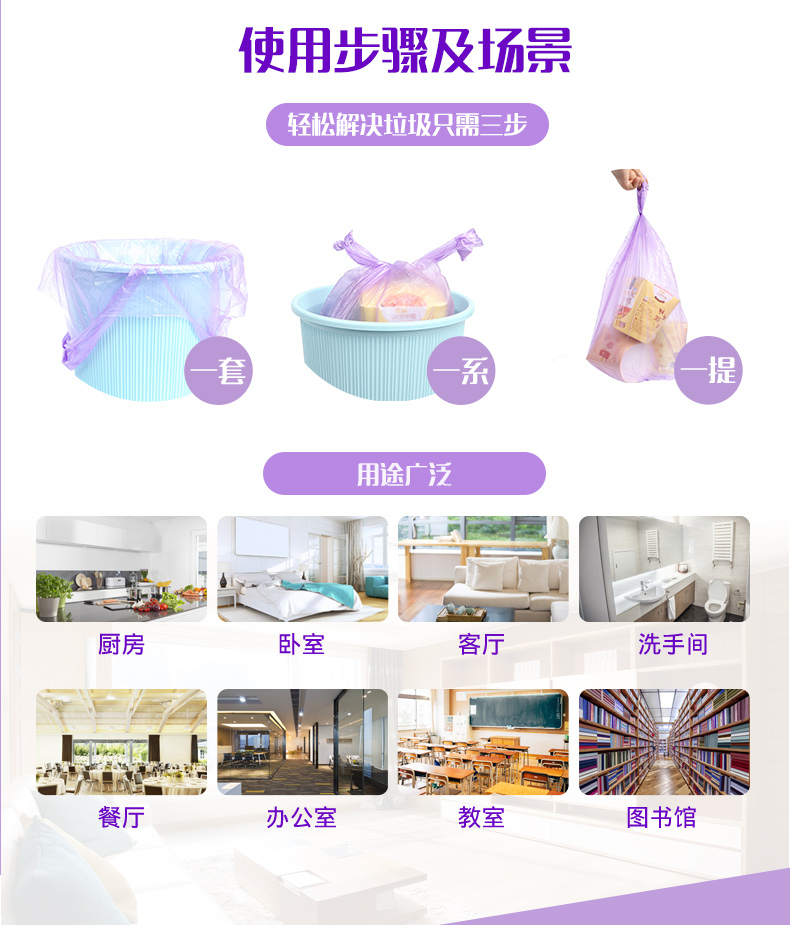 使用步骤及场景
轻松解决垃圾只需三步
一套
一系
一提
用途广泛
厨房
卧室
客厅
洗手间
餐厅
办公室
教室
图书馆